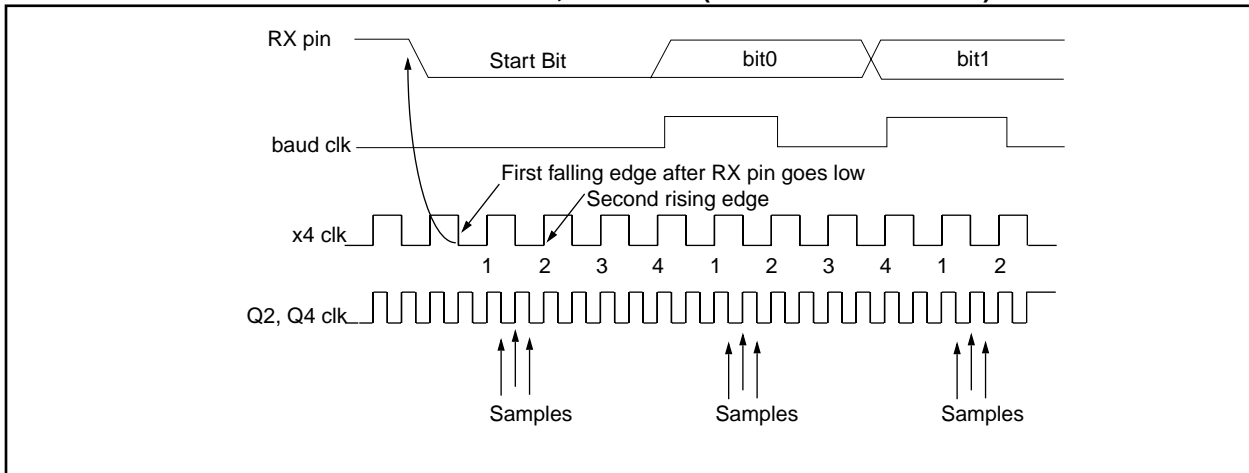 RX pin
Start Bit
bit0
bit1
baud clk
First falling edge after RX pin goes low
Second rising edge
x4 clk
1 2 3 4 1 2 3 4 1 2
Q2, Q4 clk
Samples Samples Samples